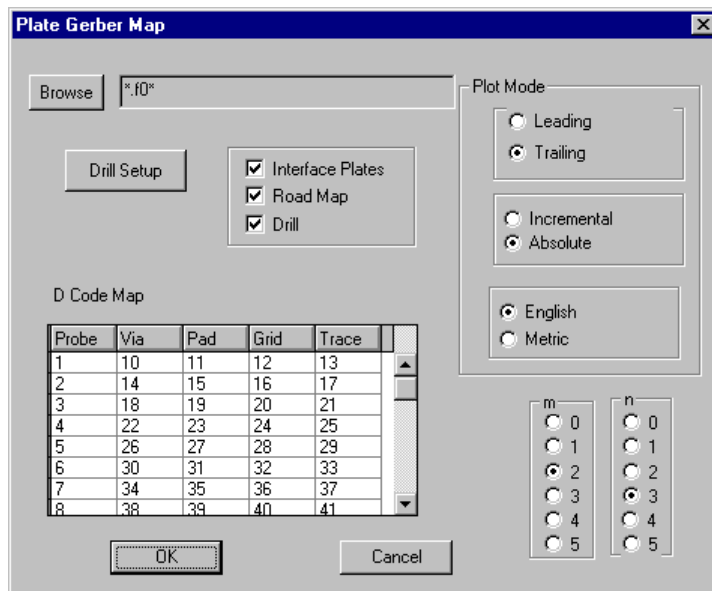 Plate Gerber Map
Browse
*.f0*
Plot Mode
Leading
Trailing
Drill Setup
Interface Plates
Road Map
Drill
Incremental
Absolute
English
Metric
D Code Map
Probe Via Pad Grid Trace
1 10 11 12 13
2 14 15 16 17
3 18 19 20 21
4 22 23 24 25
5 26 27 28 29
6 30 31 32 33
7 34 35 36 37
8 38 39 40 41
m n
0 0
1 1
2 2
3 3
4 4
5 5
OK
Cancel